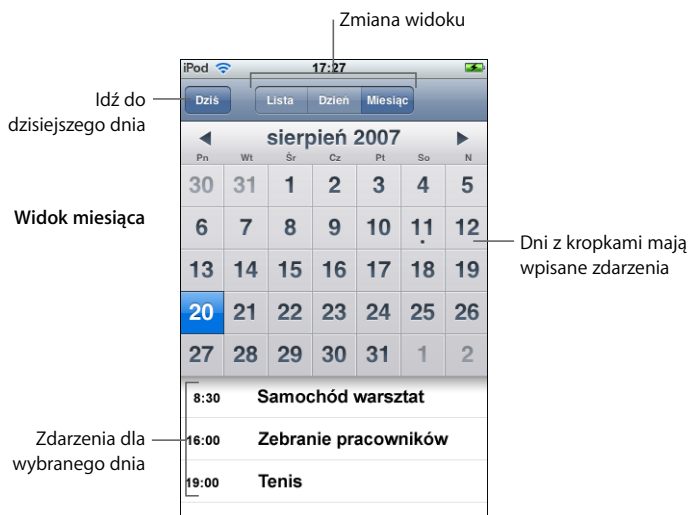 Zmiana widoku
iPod 17:27
Idź do
dzisiejszego dnia
Dziś Lista Dzień Miesiąc
sierpień 2007
Pn Wt Śr Cz Pt So N
30 31 1 2 3 4 5
Widok miesiąca
6 7 8 9 10 11 12
Dni z kropkami mają
wpisane zdarzenia
13 14 15 16 17 18 19
20 21 22 23 24 25 26
27 28 29 30 31 1 2
8:30 Samochód warsztat
Zdarzenia dla
wybranego dnia
16:00 Zebranie pracowników
19:00 Tenis